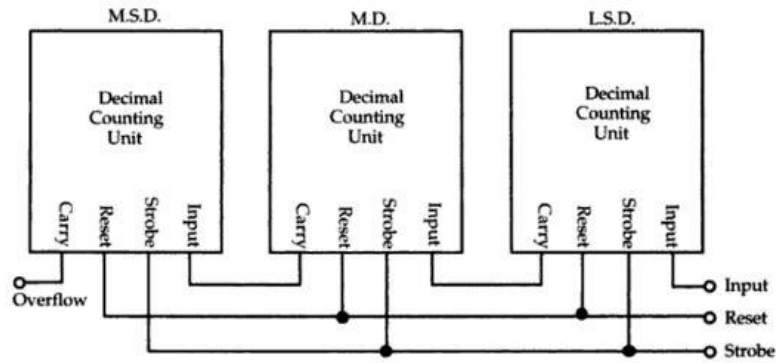 M.S.D.
M.D.
L.S.D.
Decimal
Counting
Unit
Decimal
Counting
Unit
Decimal
Counting
Unit
Carry
Reset
Strobe
Input
Carry
Reset
Strobe
Input
Carry
Reset
Strobe
Input
Overflow
Input
Reset
Strobe